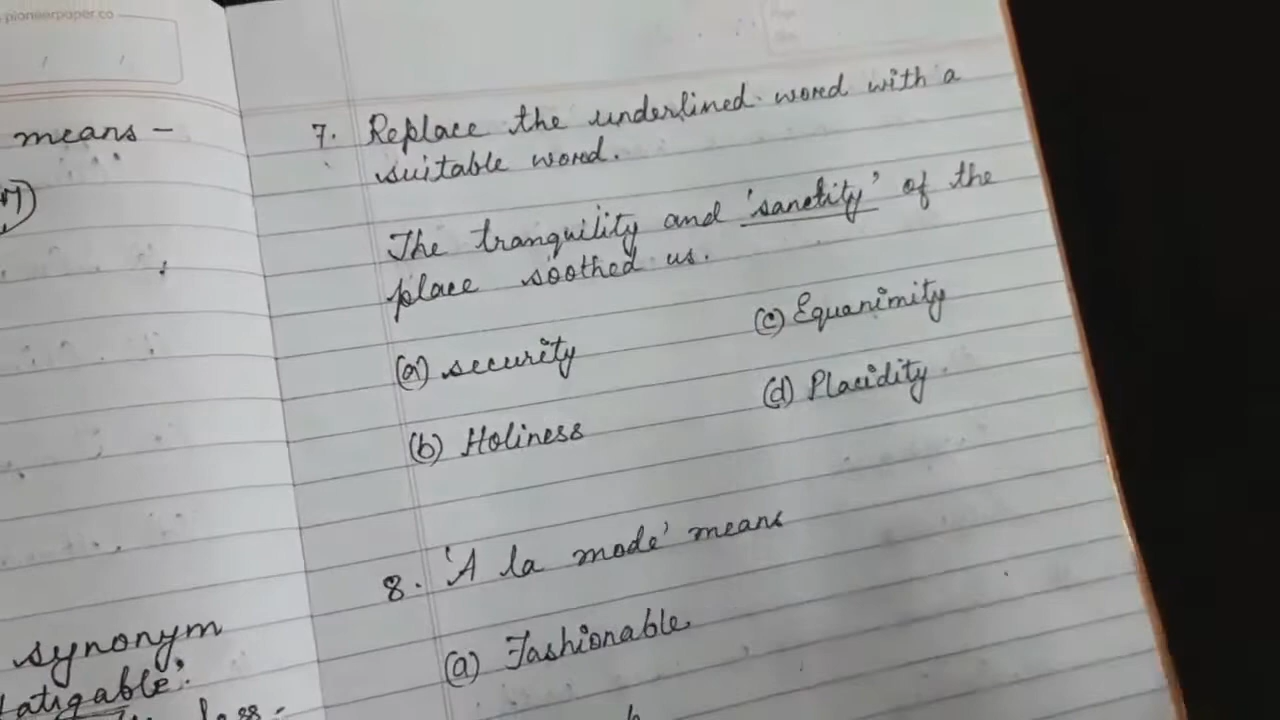 pioneerpaper.co
means -
7. Replace the underlined word with a
suitable word.
The tranquility and 'sanctity' of the
place soothed us.
(a) security
(c) Equanimity
(b) Holiness
(d) Placidity
8. 'A la mode' means
(a) Fashionable
synonym
fatigable'.